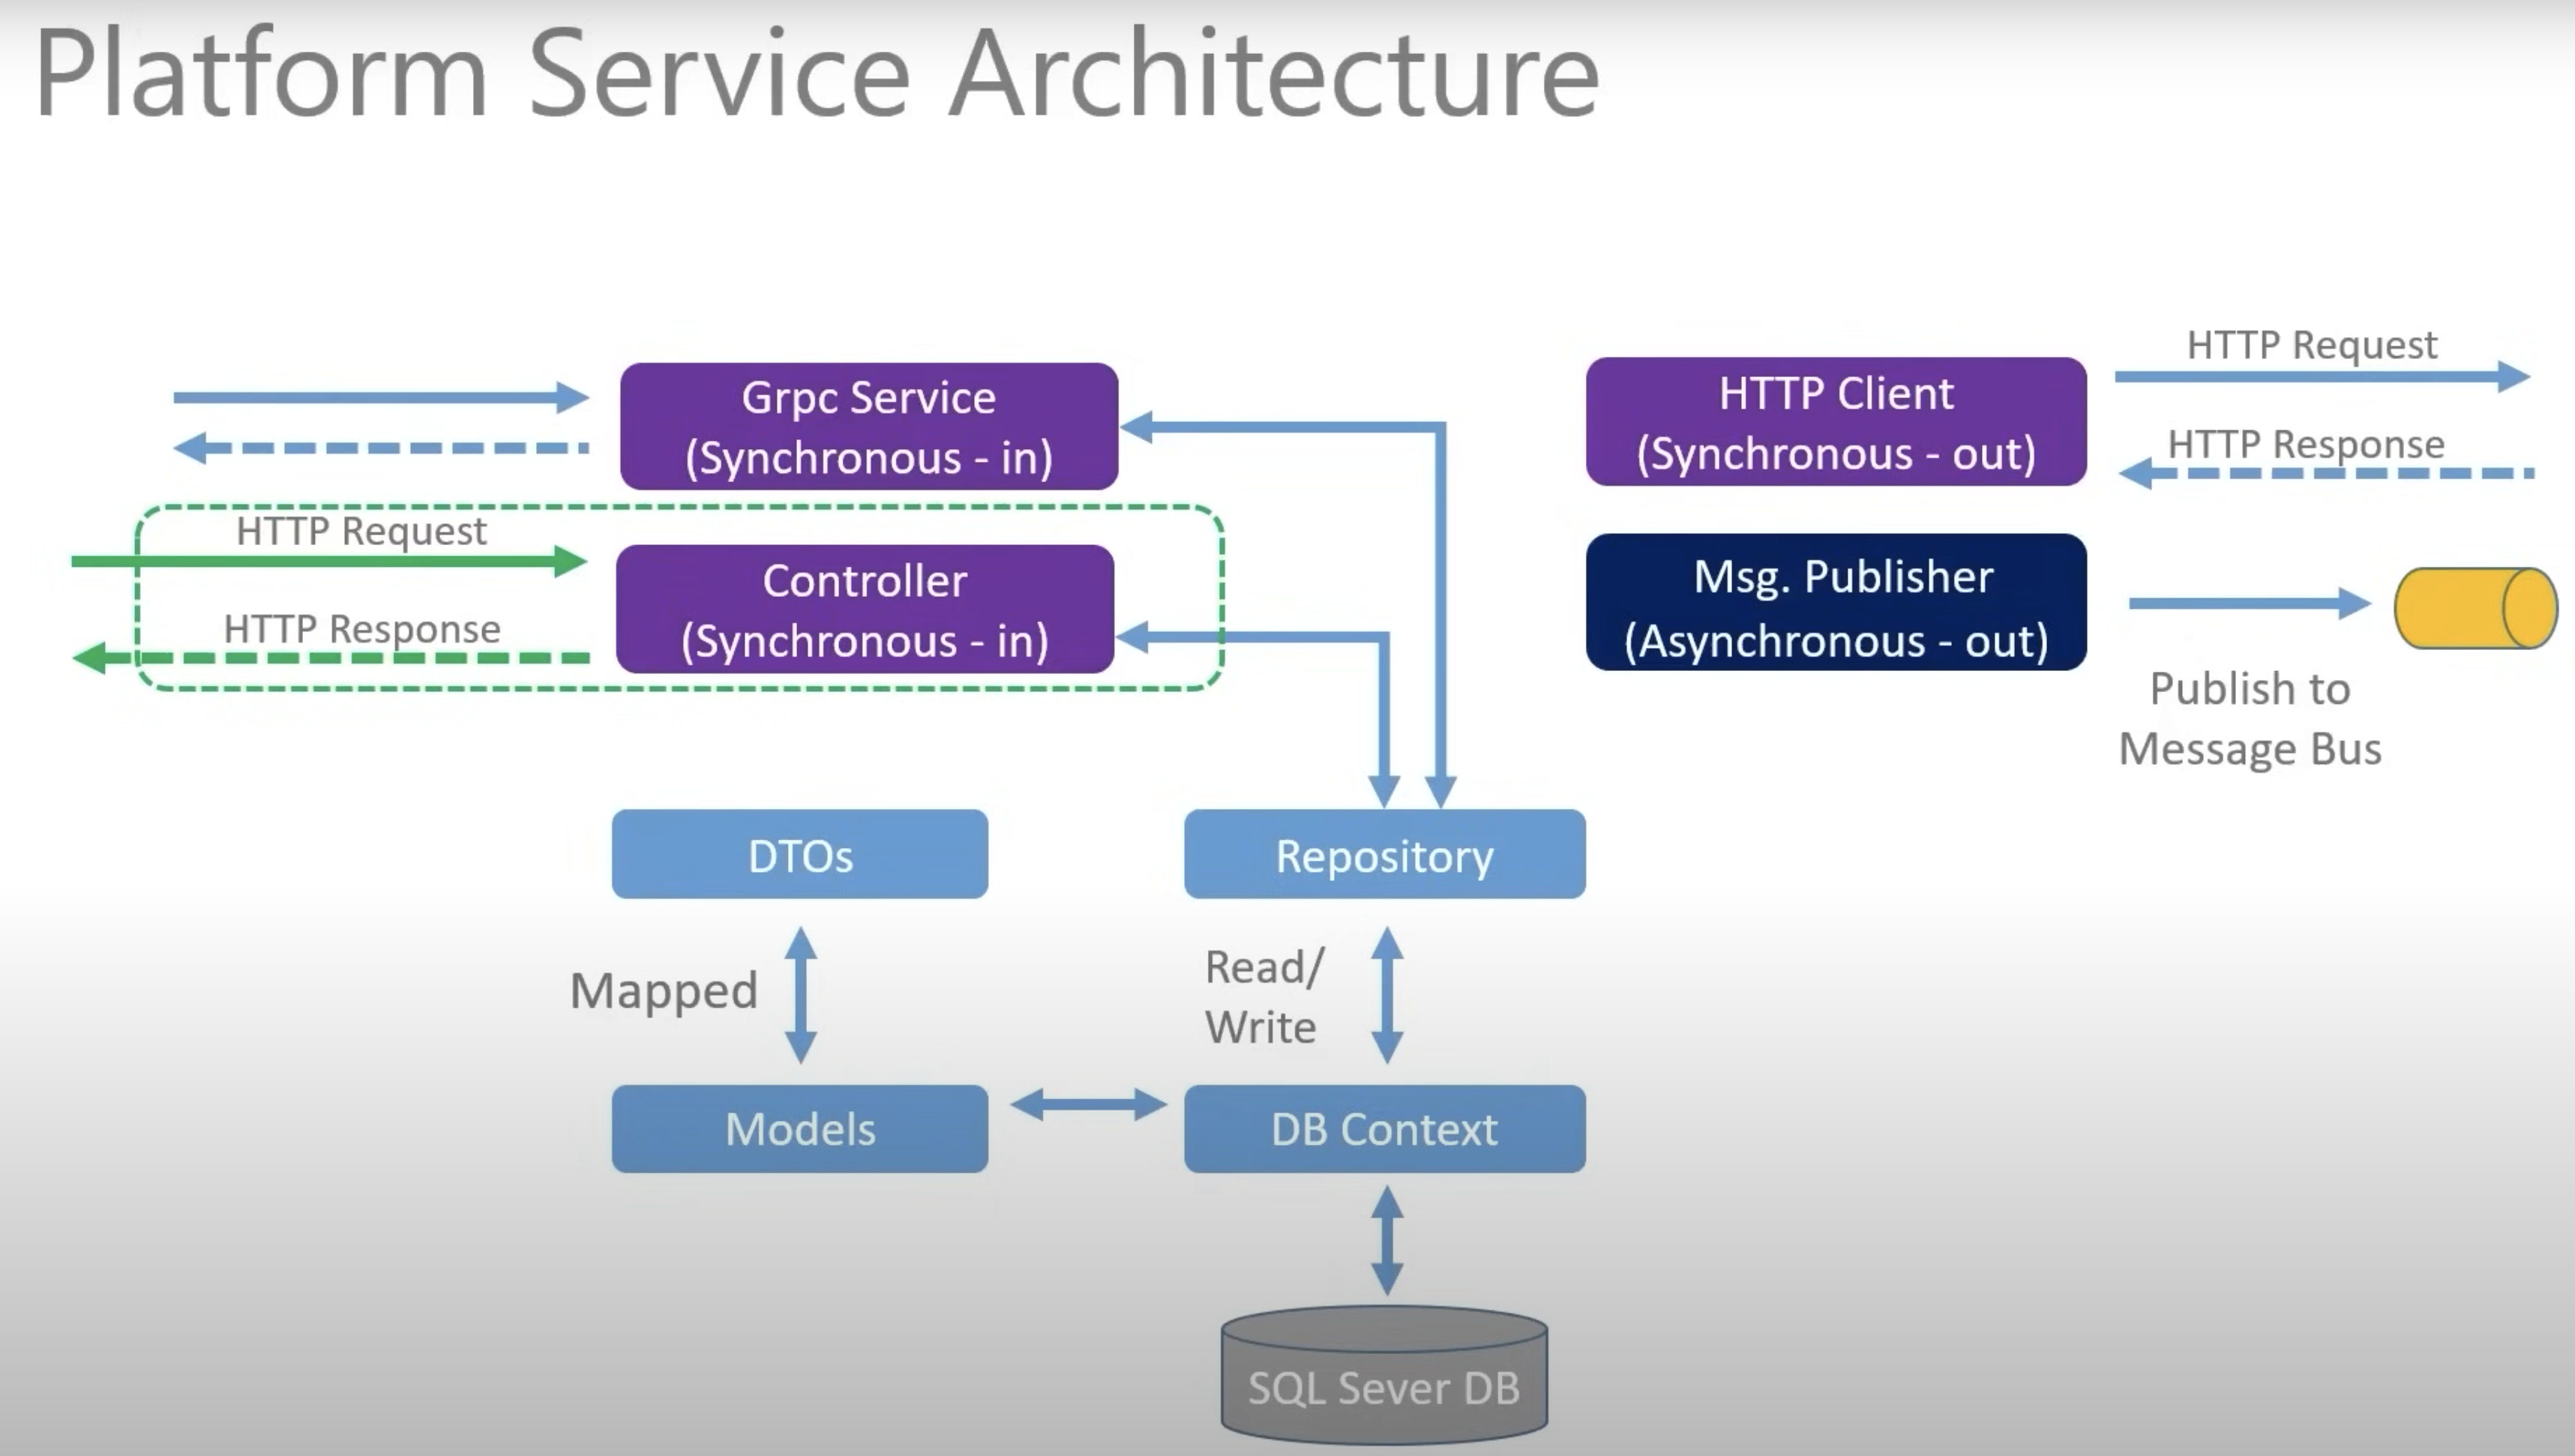 Platform Service Architecture
Grpc Service
(Synchronous - in)
HTTP Request
HTTP Response
Controller
(Synchronous - in)
HTTP Client
(Synchronous - out)
HTTP Request
HTTP Response
Msg. Publisher
(Asynchronous - out)
Publish to
Message Bus
DTOs
Repository
Mapped
Read/
Write
Models
DB Context
SQL Sever DB